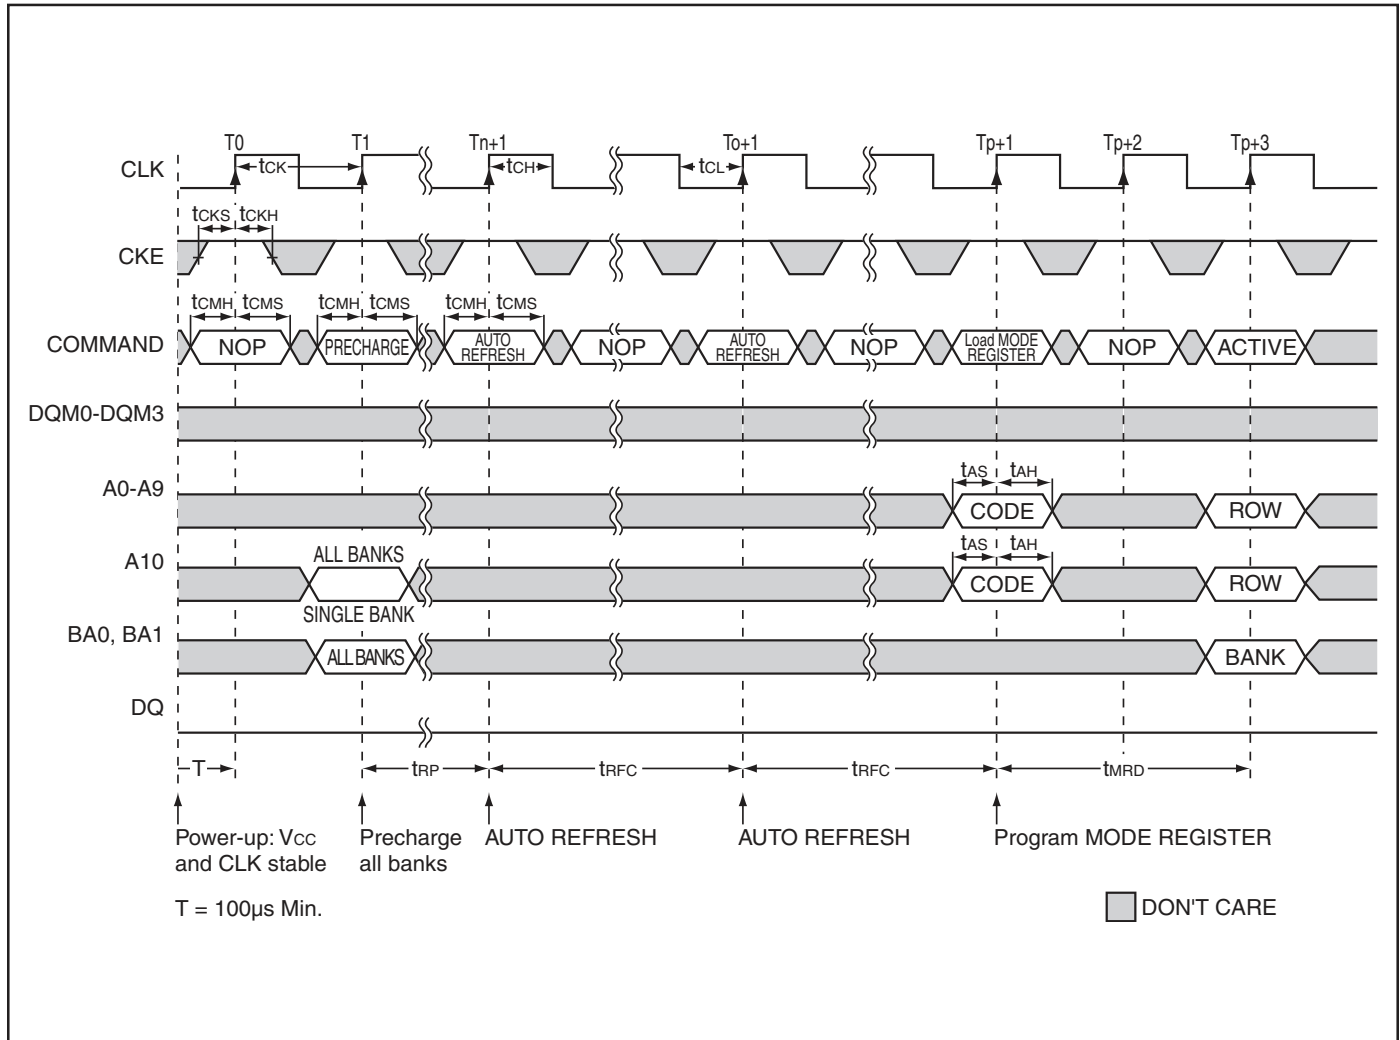 T0 T1 Tn+1 To+1 Tp+1 Tp+2 Tp+3
CLK tCK tCH tCL
tCKS tCKH
CKE
tCMH tCMS tCMH tCMS tCMH tCMS
COMMAND NOP PRECHARGE AUTO REFRESH NOP AUTO REFRESH NOP Load MODE REGISTER NOP ACTIVE
DQM0-DQM3
tAS tAH
A0-A9 CODE ROW
ALL BANKS tAS tAH
A10 CODE ROW
SINGLE BANK
BA0, BA1 ALL BANKS BANK
DQ
T tRP tRFC tRFC tMRD
Power-up: VCC
and CLK stable
Precharge
all banks
AUTO REFRESH
AUTO REFRESH
Program MODE REGISTER
T = 100µs Min.
DON'T CARE